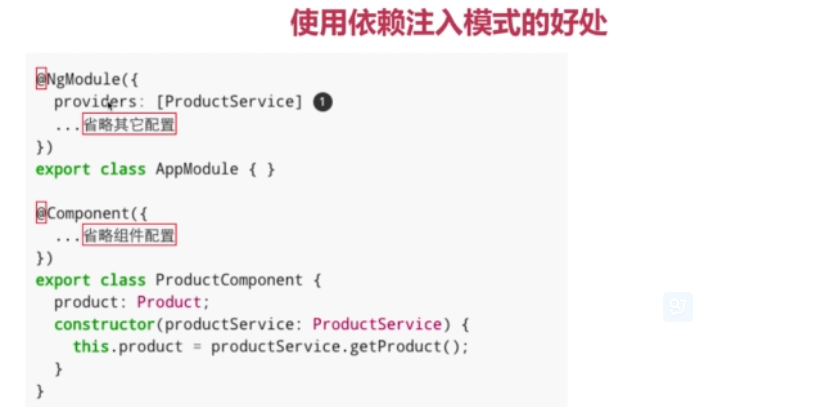 使用依赖注入模式的好处
@NgModule({
providers: [ProductService] 1
...省略其它配置
})
export class AppModule { }
@Component({
...省略组件配置
})
export class ProductComponent {
product: Product;
constructor(productService: ProductService) {
this.product = productService.getProduct();
}
}